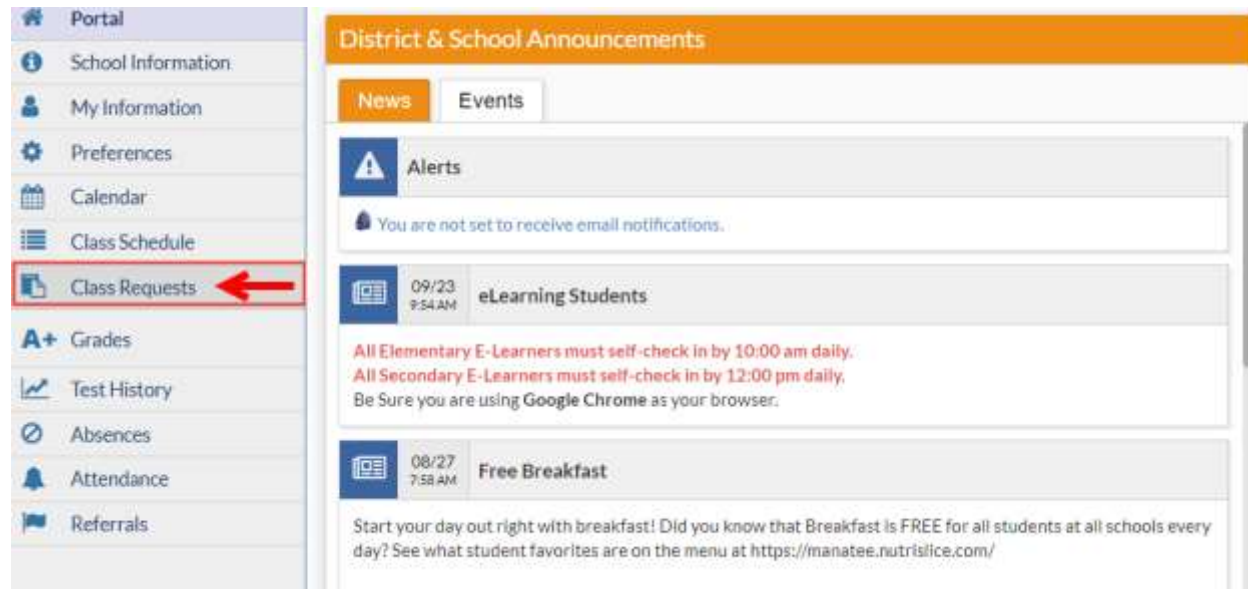 Portal
School Information
My Information
Preferences
Calendar
Class Schedule
Class Requests
A+ Grades
Test History
Absences
Attendance
Referrals
District & School Announcements
News
Events
Alerts
You are not set to receive email notifications.
09/23
9:54 AM
eLearning Students
All Elementary E-Learners must self-check in by 10:00 am daily.
All Secondary E-Learners must self-check in by 12:00 pm daily.
Be Sure you are using Google Chrome as your browser.
08/27
7:58 AM
Free Breakfast
Start your day out right with breakfast! Did you know that Breakfast is FREE for all students at all schools every
day? See what student favorites are on the menu at https://manatee.nutrislice.com/